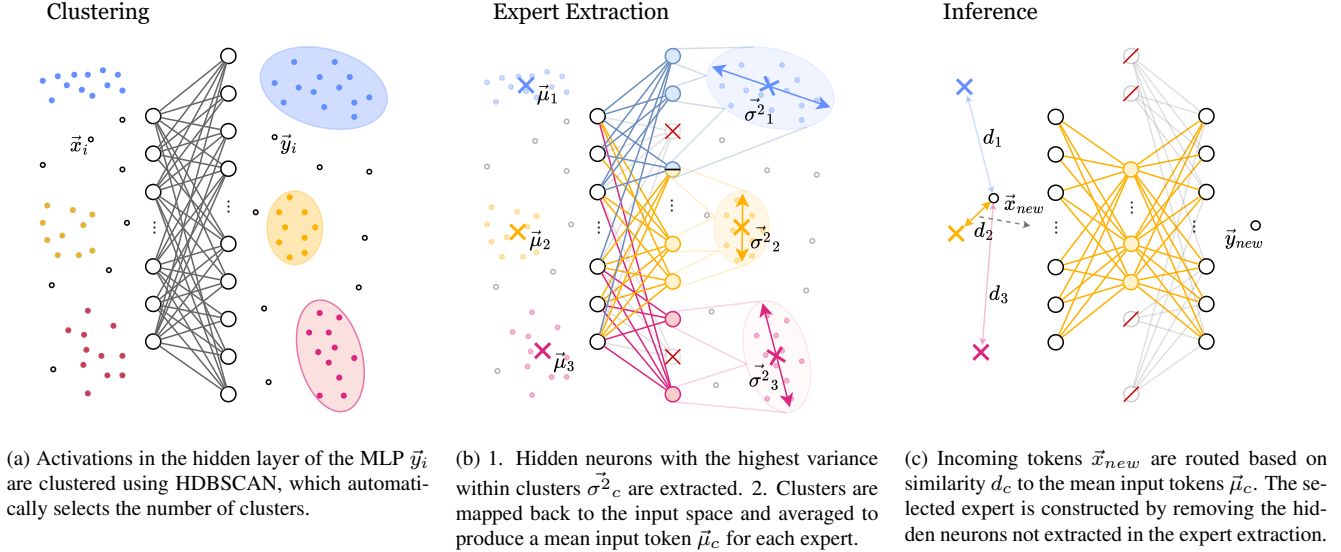 Clustering
Expert Extraction
Inference
x⃗_i
y⃗_i
⋮
...
μ⃗_1
μ⃗_2
μ⃗_3
σ⃗²_1
σ⃗²_2
σ⃗²_3
...
⋮
d_1
x⃗_new
d_2
d_3
y⃗_new
...
⋮
⋮
(a) Activations in the hidden layer of the MLP y⃗_i
are clustered using HDBSCAN, which automati-
cally selects the number of clusters.
(b) 1. Hidden neurons with the highest variance
within clusters σ⃗²_c are extracted. 2. Clusters are
mapped back to the input space and averaged to
produce a mean input token μ⃗_c for each expert.
(c) Incoming tokens x⃗_new are routed based on
similarity d_c to the mean input tokens μ⃗_c. The se-
lected expert is constructed by removing the hid-
den neurons not extracted in the expert extraction.